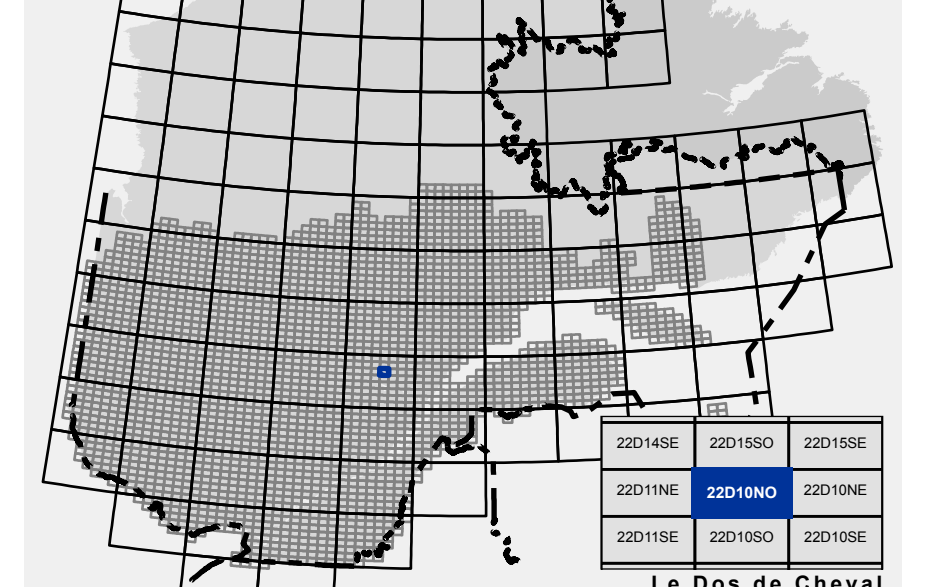 22D14SE 22D15SO 22D15SE
22D11NE 22D10NO 22D10NE
22D11SE 22D10SO 22D10SE
Le Dos de Cheval